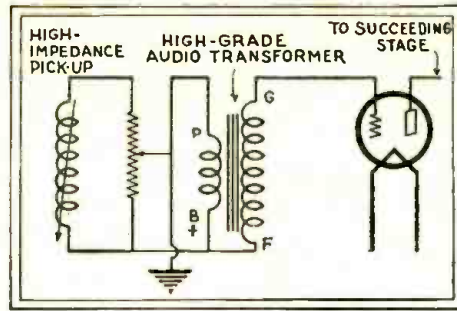 HIGH-
IMPEDANCE
PICK-UP
HIGH-GRADE
AUDIO TRANSFORMER
TO SUCCEEDING
STAGE
G
P
B
+
F